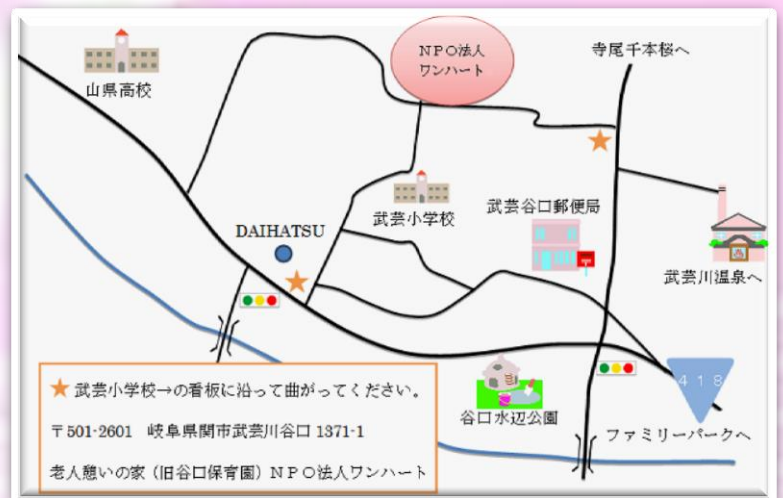 山県高校
NPO法人
ワンハート
寺尾千本桜へ
武芸小学校
武芸谷口郵便局
DAIHATSU
武芸川温泉へ
谷口水辺公園
418
ファミリーパークへ
★ 武芸小学校→の看板に沿って曲がってください。
〒501-2601 岐阜県関市武芸川谷口 1371-1
老人憩いの家（旧谷口保育園）NPO法人ワンハート